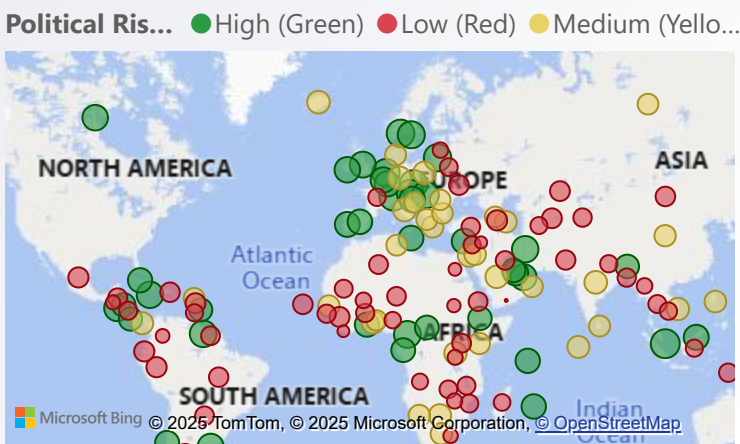 Political Ris... High (Green) Low (Red) Medium (Yello...
NORTH AMERICA
ASIA
EUROPE
Atlantic
Ocean
AFRICA
SOUTH AMERICA
Indian
Ocean
Microsoft Bing © 2025 TomTom, © 2025 Microsoft Corporation, © OpenStreetMap